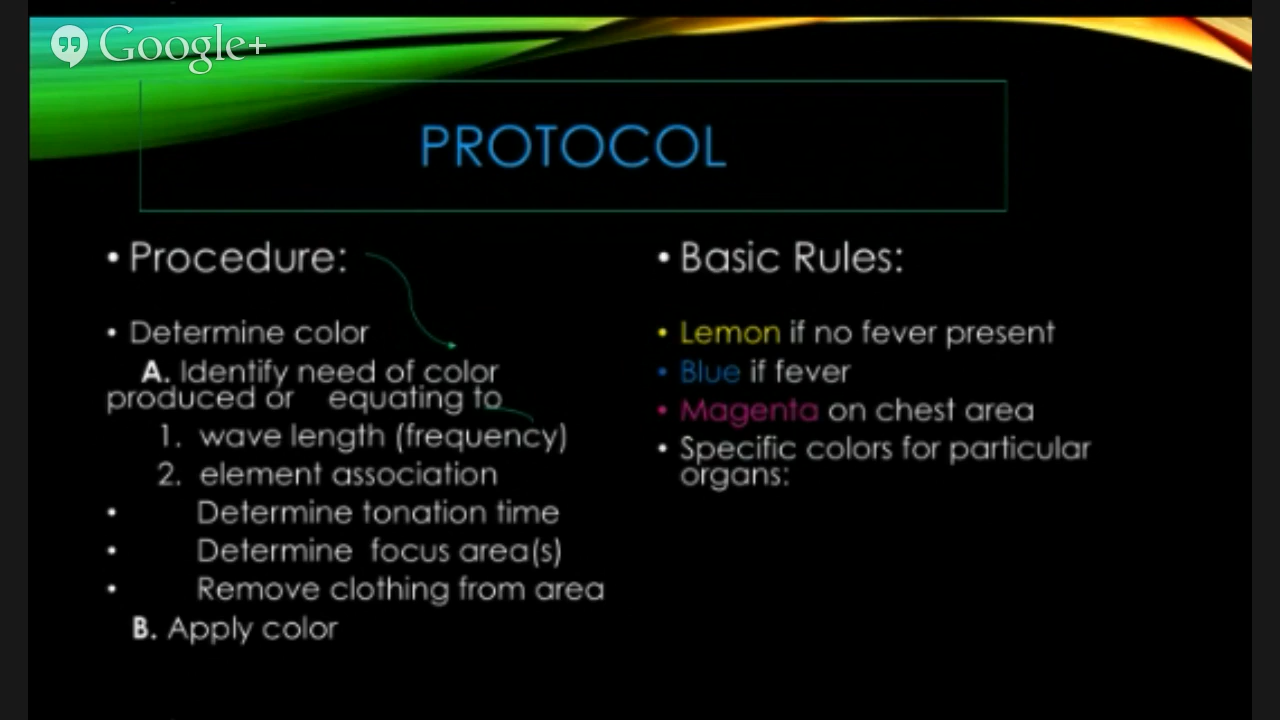 Google+
PROTOCOL
• Procedure:
• Determine color
A. Identify need of color
produced or equating to
1. wave length (frequency)
2. element association
• Determine tonation time
• Determine focus area(s)
• Remove clothing from area
B. Apply color
• Basic Rules:
• Lemon if no fever present
• Blue if fever
• Magenta on chest area
• Specific colors for particular
organs: